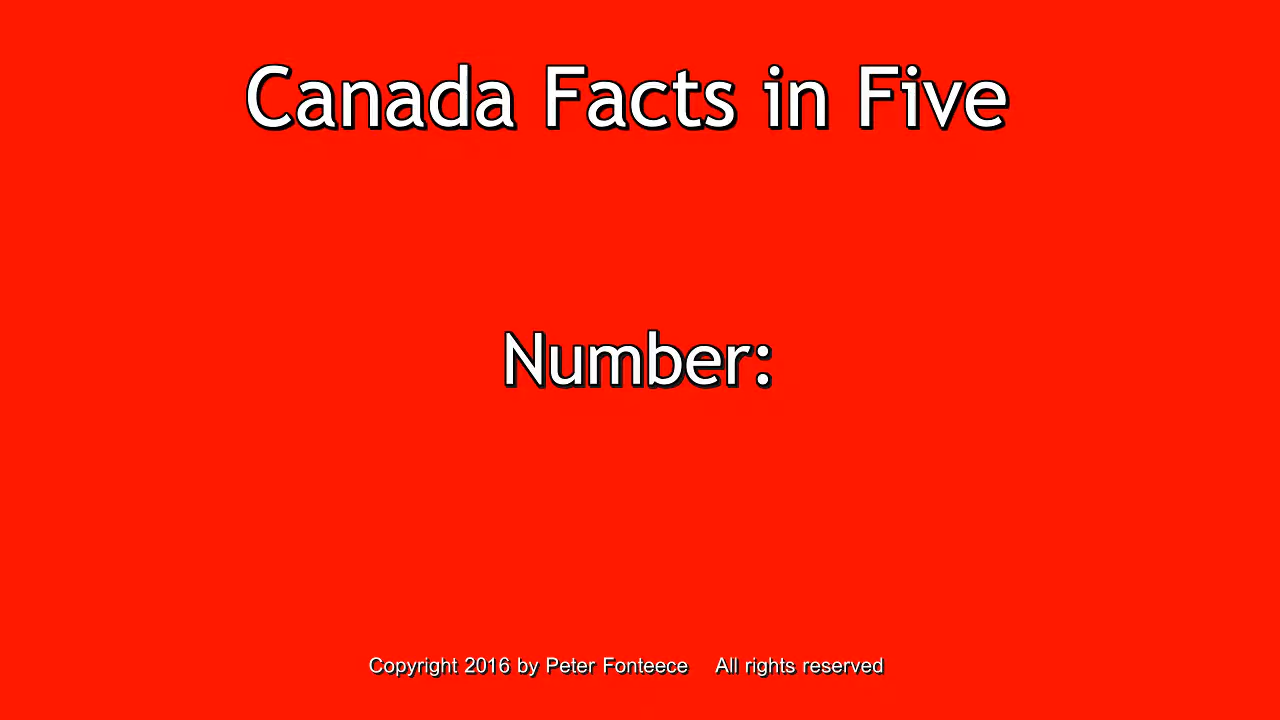 Canada Facts in Five
Number:
Copyright 2016 by Peter Fonteece All rights reserved